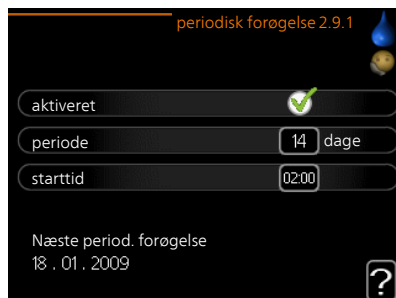 periodisk forøgelse 2.9.1
aktiveret
periode 14 dage
starttid 02:00
Næste period. forøgelse
18 . 01 . 2009
?